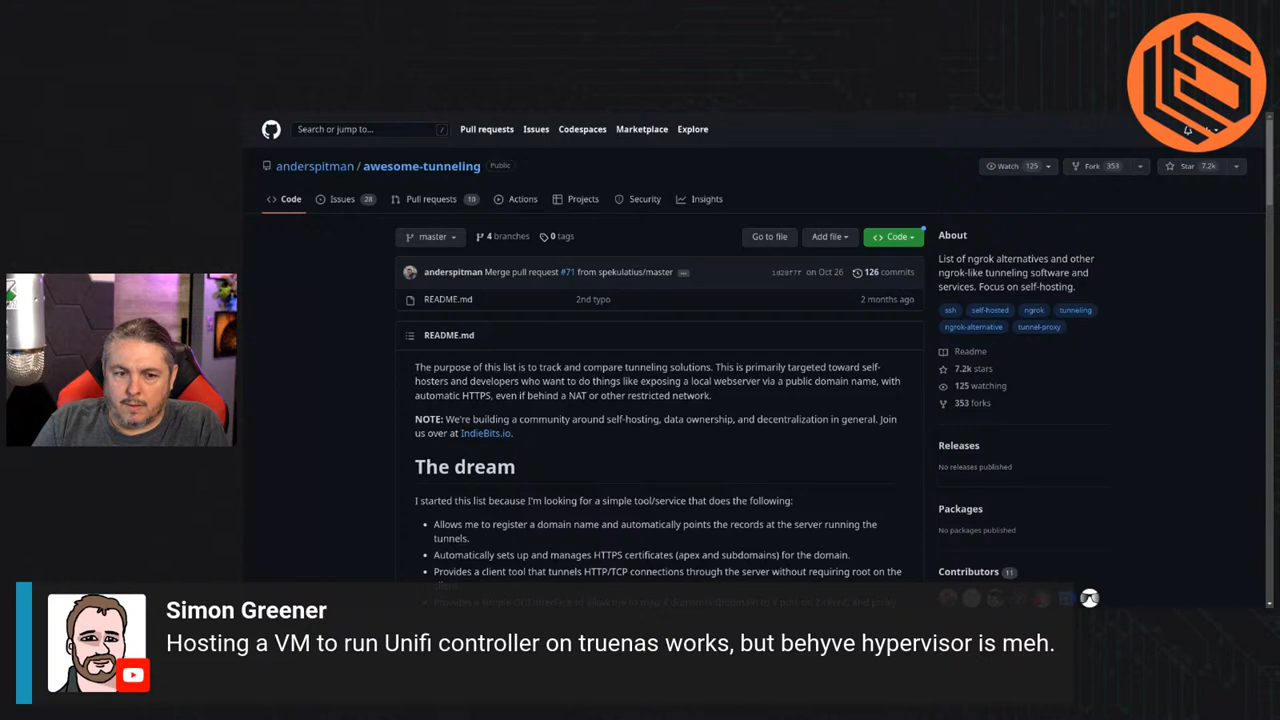 Search or jump to... /
Pull requests Issues Codespaces Marketplace Explore
anderspitman / awesome-tunneling Public
Watch 125 Fork 353 Star 7.2k
Code Issues 28 Pull requests 10 Actions Projects Security Insights
master 4 branches 0 tags Go to file Add file Code
anderspitman Merge pull request #71 from spekulatius/master ... 1d28f7f on Oct 26 126 commits
README.md 2nd typo 2 months ago
README.md
The purpose of this list is to track and compare tunneling solutions. This is primarily targeted toward self-
hosters and developers who want to do things like exposing a local webserver via a public domain name, with
automatic HTTPS, even if behind a NAT or other restricted network.
NOTE: We're building a community around self-hosting, data ownership, and decentralization in general. Join
us over at IndieBits.io.
The dream
I started this list because I'm looking for a simple tool/service that does the following:
• Allows me to register a domain name and automatically points the records at the server running the
tunnels.
• Automatically sets up and manages HTTPS certificates (apex and subdomains) for the domain.
• Provides a client tool that tunnels HTTP/TCP connections through the server without requiring root on the
client.
About
List of ngrok alternatives and other
ngrok-like tunneling software and
services. Focus on self-hosting.
ssh self-hosted ngrok tunneling
ngrok-alternative tunnel-proxy
Readme
7.2k stars
125 watching
353 forks
Releases
No releases published
Packages
No packages published
Contributors 11
Simon Greener
Hosting a VM to run Unifi controller on truenas works, but behyve hypervisor is meh.